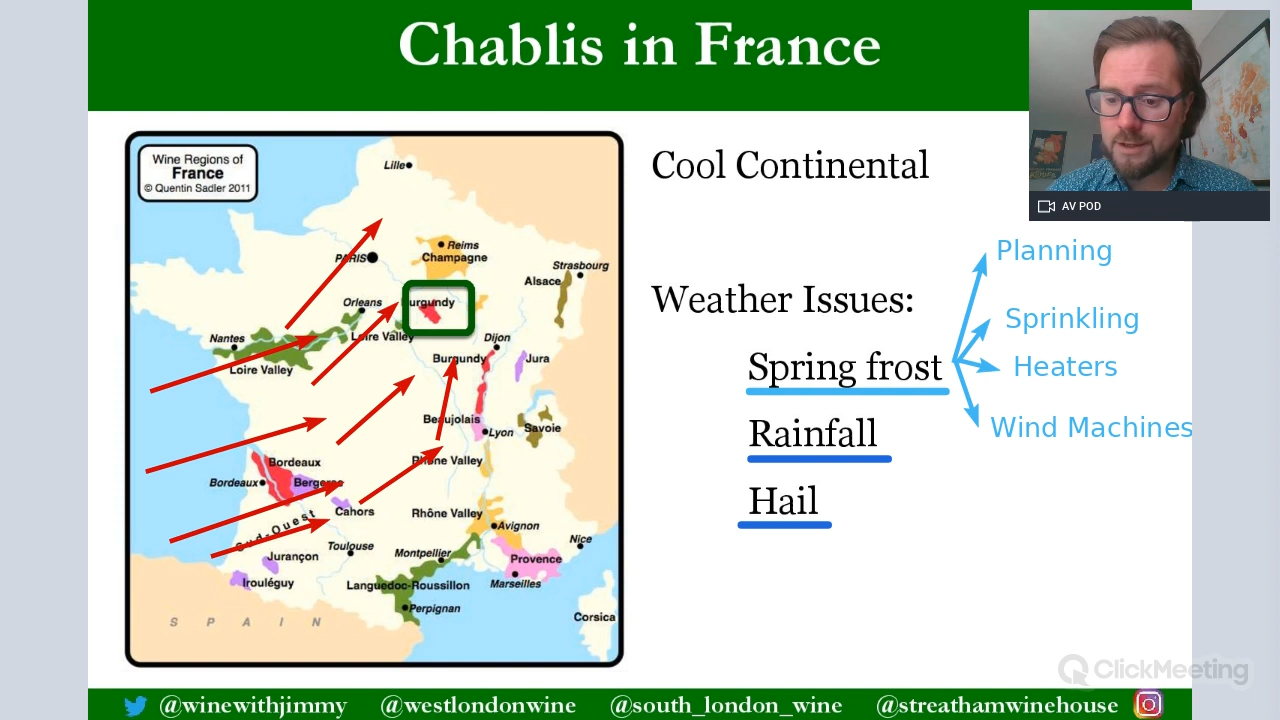 Chablis in France
AV POD
Wine Regions of
France
© Quentin Sadler 2011
Lille
PARIS
Reims
Champagne
Strasbourg
Alsace
Orleans
Burgundy
Nantes
Loire Valley
Loire Valley
Dijon
Burgundy
Jura
Beaujolais
Lyon
Savoie
Bordeaux
Bordeaux
Bergerac
Rhône Valley
Cahors
Rhône Valley
Avignon
Sud-Ouest
Toulouse
Montpellier
Nice
Jurançon
Provence
Irouléguy
Languedoc-Roussillon
Marseilles
Perpignan
Corsica
SPAIN
Cool Continental
Weather Issues:
Spring frost
Rainfall
Hail
Planning
Sprinkling
Heaters
Wind Machines
ClickMeeting
@winewithjimmy @westlondonwine @south_london_wine @streathamwinehouse